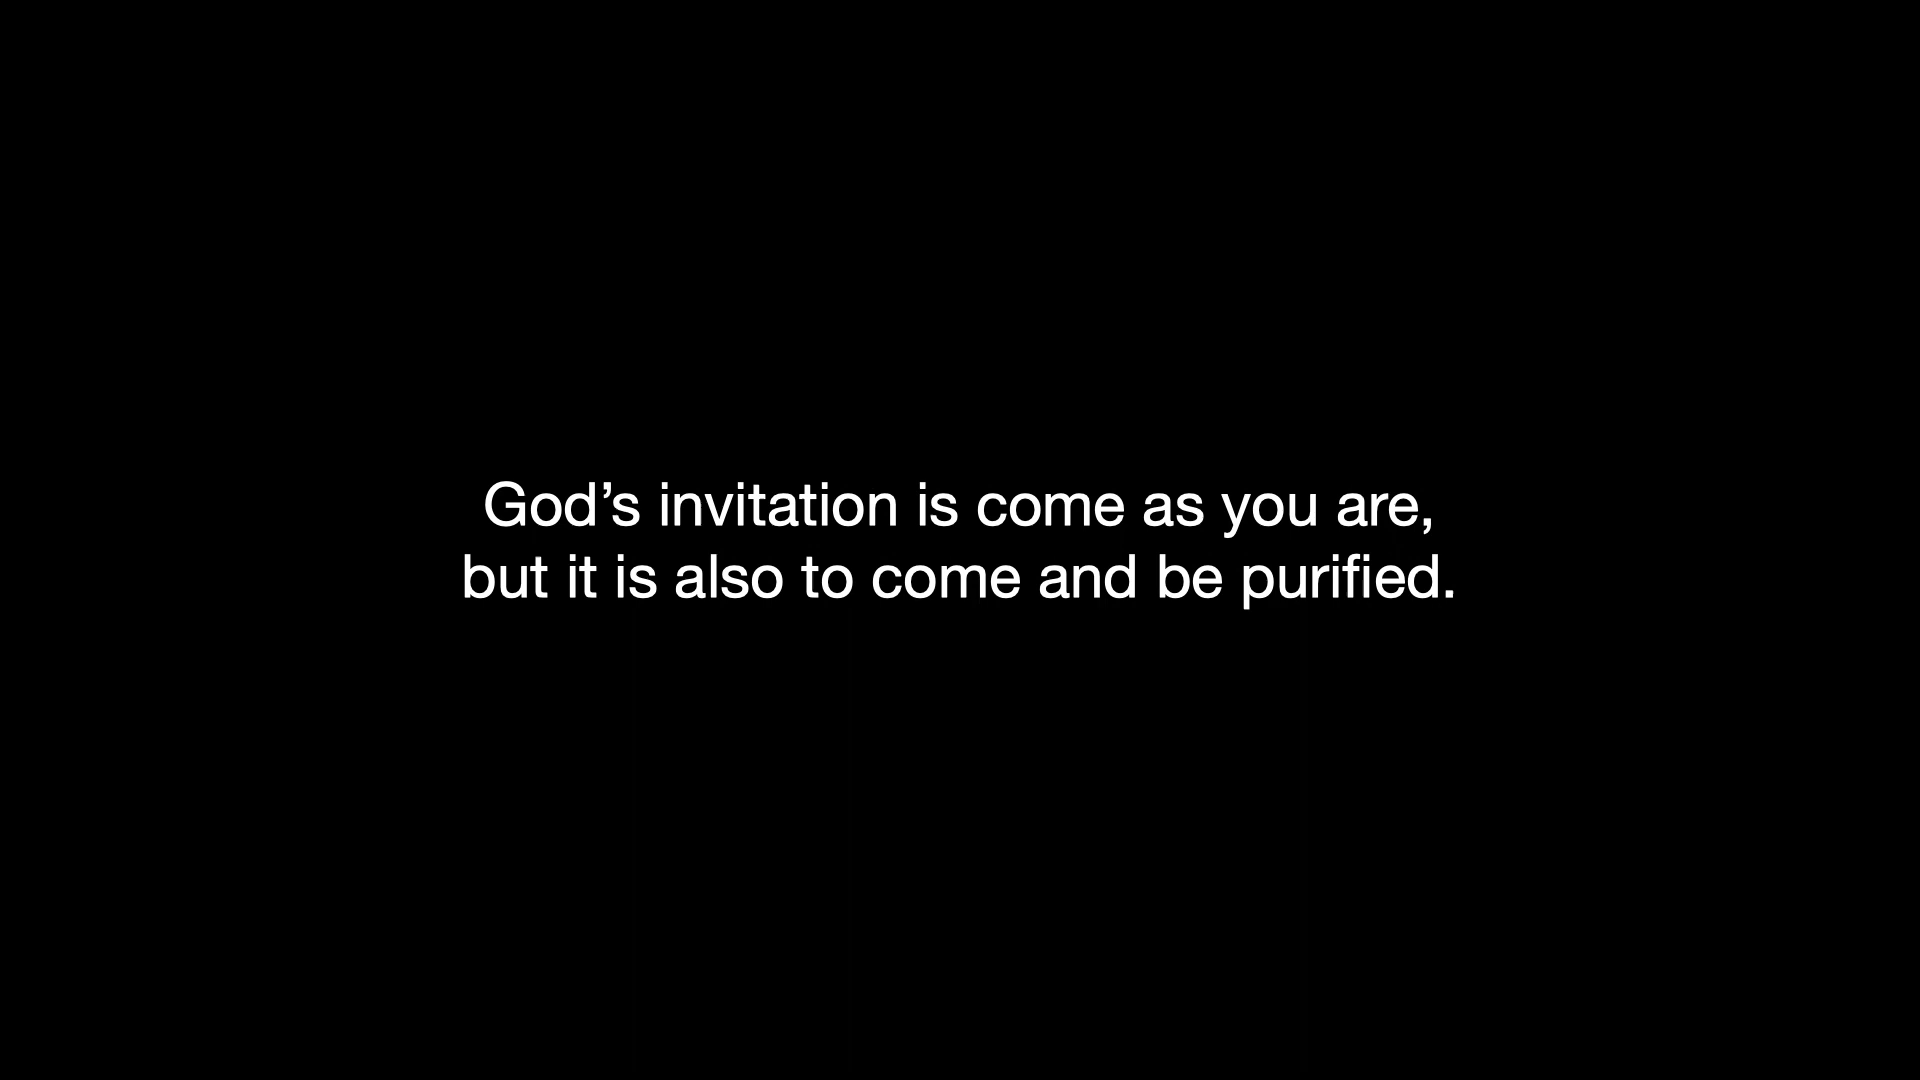 God’s invitation is come as you are,
but it is also to come and be purified.